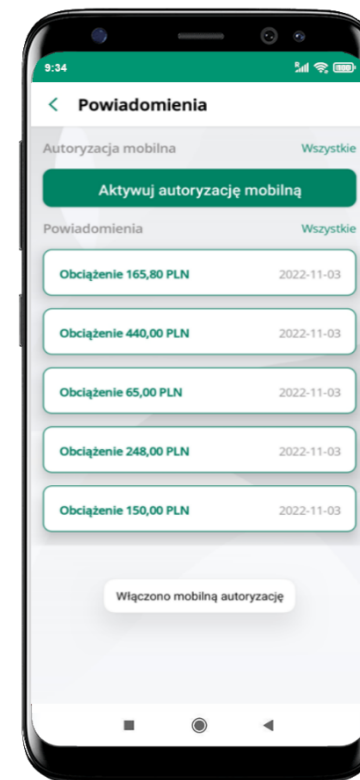 9:34
Powiadomienia
Autoryzacja mobilna Wszystkie
Aktywuj autoryzację mobilną
Powiadomienia Wszystkie
Obciążenie 165,80 PLN 2022-11-03
Obciążenie 440,00 PLN 2022-11-03
Obciążenie 65,00 PLN 2022-11-03
Obciążenie 248,00 PLN 2022-11-03
Obciążenie 150,00 PLN 2022-11-03
Włączono mobilną autoryzację